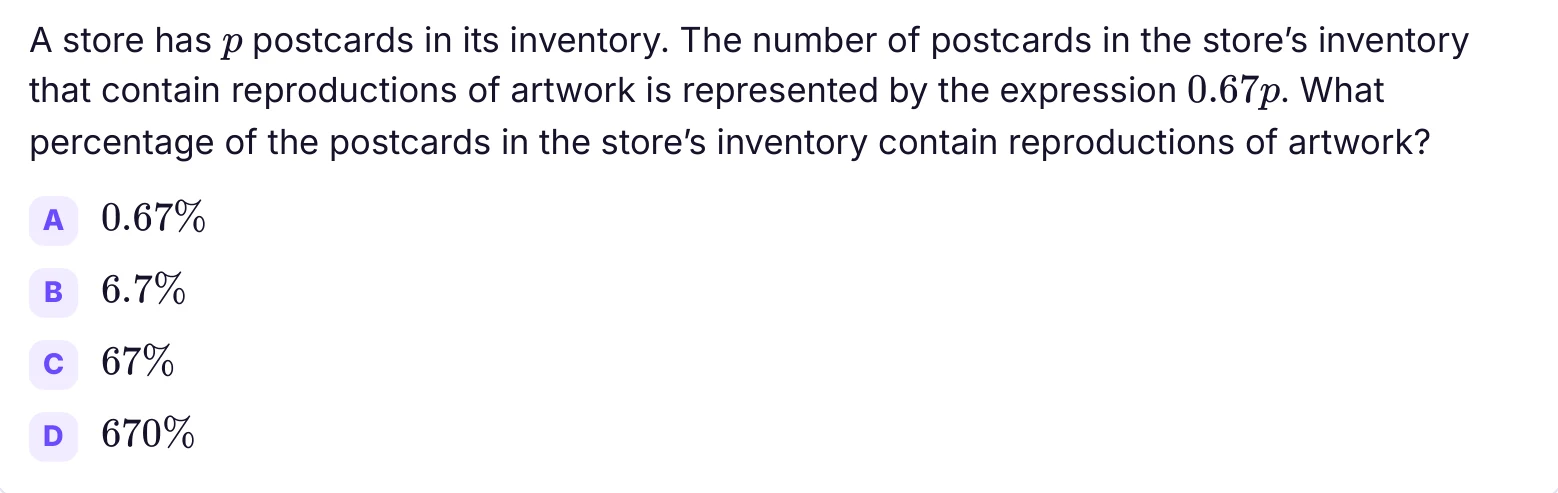 A store has p postcards in its inventory. The number of postcards in the store’s inventory
that contain reproductions of artwork is represented by the expression 0.67p. What
percentage of the postcards in the store’s inventory contain reproductions of artwork?
A 0.67%
B 6.7%
C 67%
D 670%